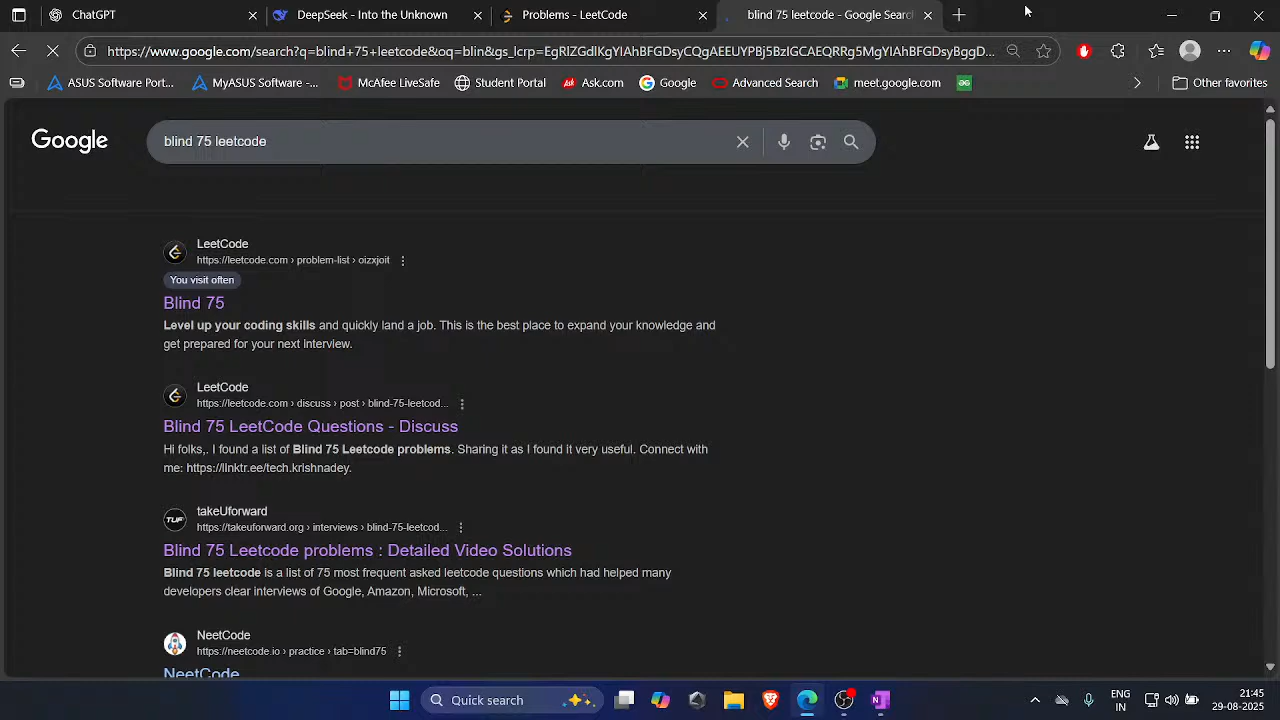 ChatGPT
DeepSeek - Into the Unknown
Problems - LeetCode
blind 75 leetcode - Google Search
https://www.google.com/search?q=blind+75+leetcode&oq=blin&gs_lcp=EgRlZGdlKgYIAhBFGDsyCQgAEEUYPBj5BzIGCAEQRRg5MgYIAhBFGDsyBggD...
ASUS Software Port...
MyASUS Software -...
McAfee LiveSafe
Student Portal
Ask
Ask.com
Google
Advanced Search
meet.google.com
Other favorites
Google
blind 75 leetcode
LeetCode
https://leetcode.com › problem-list › oizxjoit
You visit often
Blind 75
Level up your coding skills and quickly land a job. This is the best place to expand your knowledge and
get prepared for your next interview.
LeetCode
https://leetcode.com › discuss › post › blind-75-leetcod...
Blind 75 LeetCode Questions - Discuss
Hi folks,. I found a list of Blind 75 Leetcode problems. Sharing it as I found it very useful. Connect with
me: https://linktr.ee/tech.krishnadey.
TUF
takeUforward
https://takeuforward.org › interviews › blind-75-leetcod...
Blind 75 Leetcode problems : Detailed Video Solutions
Blind 75 leetcode is a list of 75 most frequent asked leetcode questions which had helped many
developers clear interviews of Google, Amazon, Microsoft, ...
NeetCode
https://neetcode.io › practice › tab=blind75
NeetCode
Quick search
ENG
IN
21:45
29-08-2025